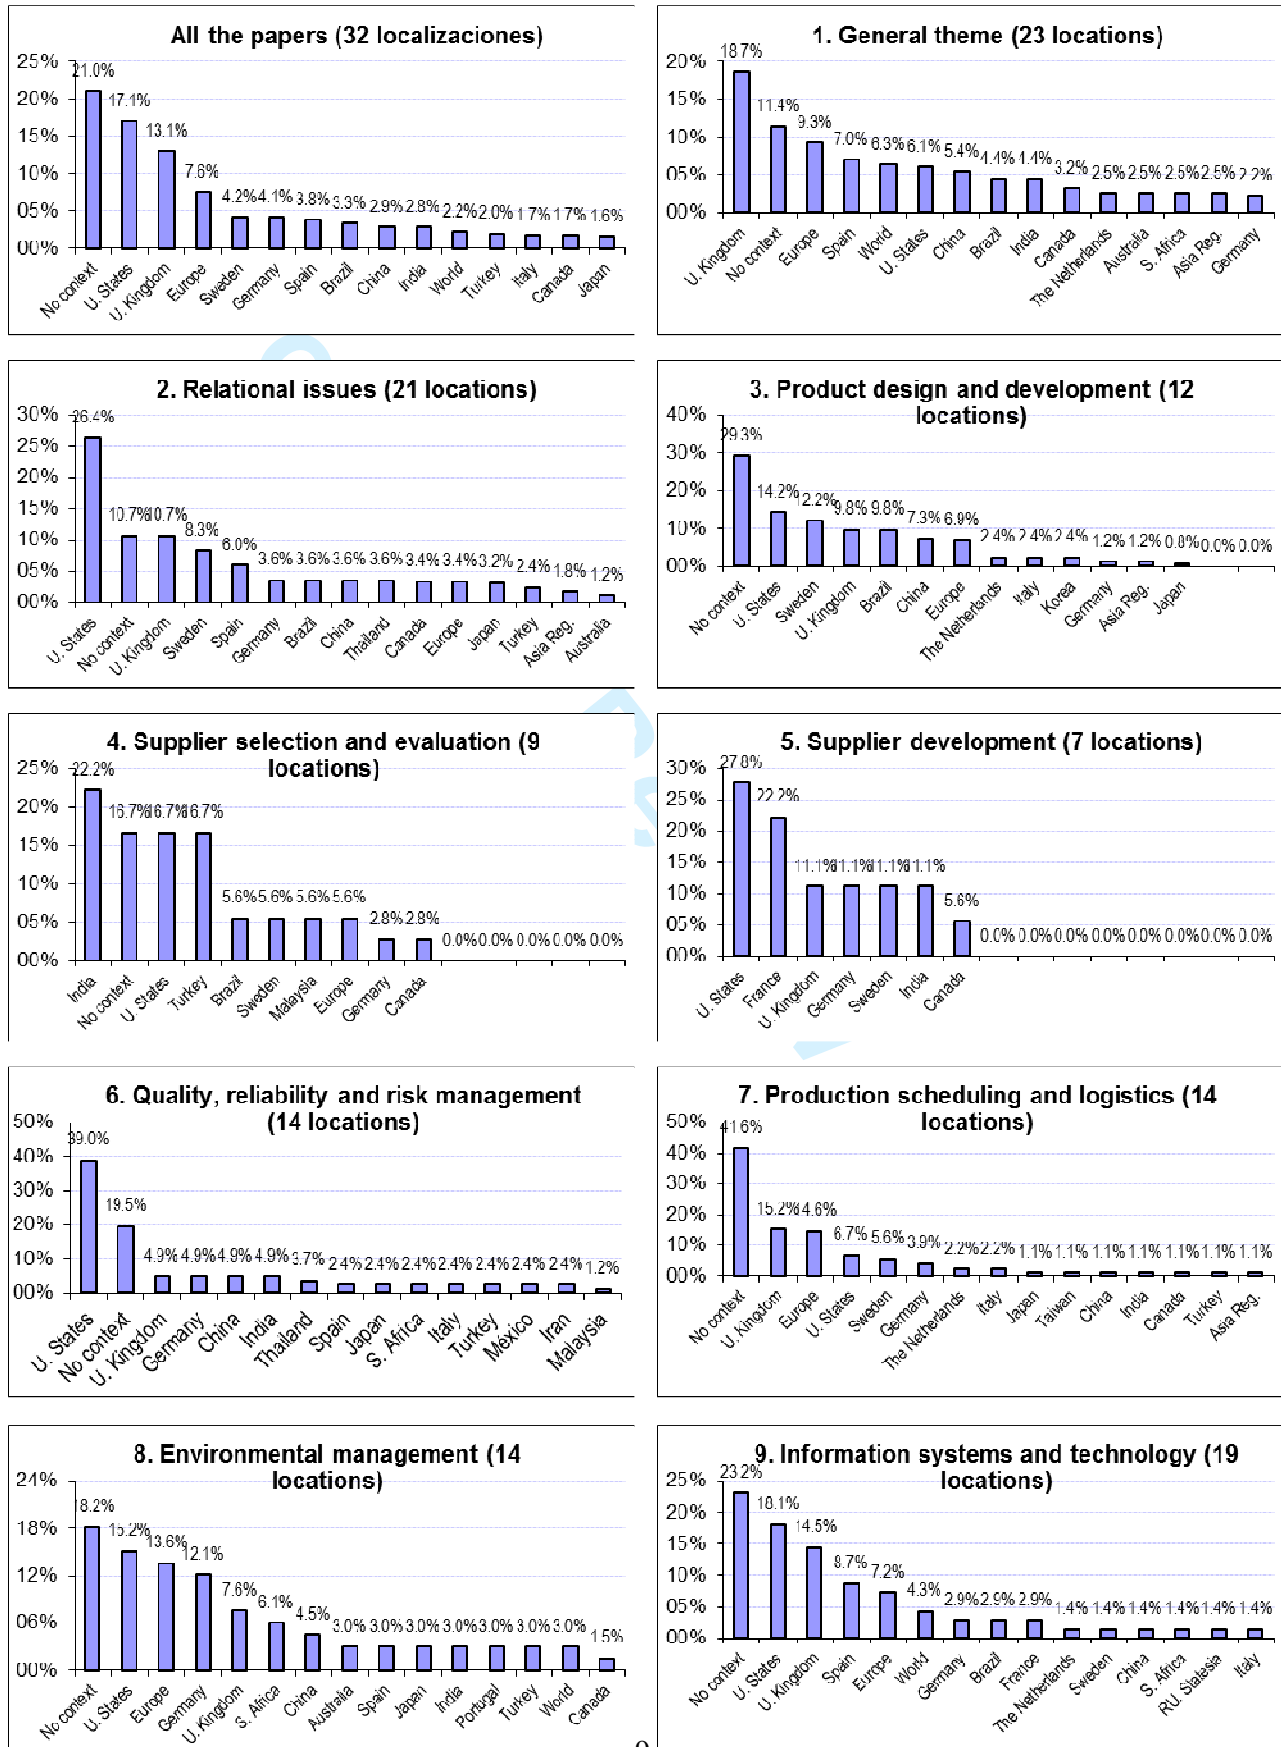 All the papers (32 localizaciones)
25%
20%
15%
10%
05%
00%
21.0%
17.1%
13.1%
7.6%
4.2%
4.1%
3.8%
3.3%
2.9%
2.8%
2.2%
2.0%
1.7%
1.7%
1.6%
No context
U. States
U. Kingdom
Europe
Sweden
Germany
Spain
Brazil
China
India
World
Turkey
Italy
Canada
Japan
1. General theme (23 locations)
20%
15%
10%
05%
00%
18.7%
11.4%
9.3%
7.0%
6.3%
6.1%
5.4%
4.4%
4.4%
3.2%
2.5%
2.5%
2.5%
2.5%
2.2%
U. Kingdom
No context
Europe
Spain
World
U. States
China
Brazil
India
Canada
The Netherlands
Australia
S. Africa
Asia Reg.
Germany
2. Relational issues (21 locations)
30%
25%
20%
15%
10%
05%
00%
26.4%
10.7%
10.7%
8.3%
6.0%
3.6%
3.6%
3.6%
3.6%
3.4%
3.4%
3.2%
2.4%
1.8%
1.2%
U. States
No context
U. Kingdom
Sweden
Spain
Germany
Brazil
China
Thailand
Canada
Europe
Japan
Turkey
Asia Reg.
Australia
3. Product design and development (12
locations)
40%
30%
20%
10%
00%
29.3%
14.2%
12.2%
9.8%
9.8%
7.3%
6.9%
2.4%
2.4%
2.4%
1.2%
1.2%
0.8%
0.0%
0.0%
No context
U. States
Sweden
U. Kingdom
Brazil
China
Europe
The Netherlands
Italy
Korea
Germany
Asia Reg.
Japan
4. Supplier selection and evaluation (9
locations)
25%
20%
15%
10%
05%
00%
22.2%
16.7%
16.7%
16.7%
5.6%
5.6%
5.6%
5.6%
2.8%
2.8%
0.0%
0.0%
0.0%
0.0%
0.0%
India
No context
U. States
Turkey
Brazil
Sweden
Malaysia
Europe
Germany
Canada
5. Supplier development (7 locations)
30%
25%
20%
15%
10%
05%
00%
27.8%
22.2%
11.1%
11.1%
11.1%
11.1%
5.6%
0.0%
0.0%
0.0%
0.0%
0.0%
0.0%
0.0%
0.0%
U. States
France
U. Kingdom
Germany
Sweden
India
Canada
6. Quality, reliability and risk management
(14 locations)
50%
40%
30%
20%
10%
00%
39.0%
19.5%
4.9%
4.9%
4.9%
4.9%
3.7%
2.4%
2.4%
2.4%
2.4%
2.4%
2.4%
2.4%
1.2%
U. States
No context
U. Kingdom
Germany
China
India
Thailand
Spain
Japan
S. Africa
Italy
Turkey
Mexico
Iran
Malaysia
7. Production scheduling and logistics (14
locations)
50%
40%
30%
20%
10%
00%
41.6%
15.2%
14.6%
6.7%
5.6%
3.9%
2.2%
2.2%
1.1%
1.1%
1.1%
1.1%
1.1%
1.1%
1.1%
No context
U. Kingdom
Europe
U. States
Sweden
Germany
The Netherlands
Italy
Japan
Taiwan
China
India
Canada
Turkey
Asia Reg.
8. Environmental management (14
locations)
24%
18%
12%
06%
00%
18.2%
15.2%
13.6%
12.1%
7.6%
6.1%
4.5%
3.0%
3.0%
3.0%
3.0%
3.0%
3.0%
3.0%
1.5%
No context
U. States
Europe
Germany
U. Kingdom
S. Africa
China
Australia
Spain
Japan
India
Portugal
Turkey
World
Canada
9. Information systems and technology (19
locations)
25%
20%
15%
10%
05%
00%
23.2%
18.1%
14.5%
8.7%
7.2%
4.3%
2.9%
2.9%
2.9%
1.4%
1.4%
1.4%
1.4%
1.4%
1.4%
No context
U. States
U. Kingdom
Spain
Europe
World
Germany
Brazil
France
The Netherlands
Sweden
China
S. Africa
Italy